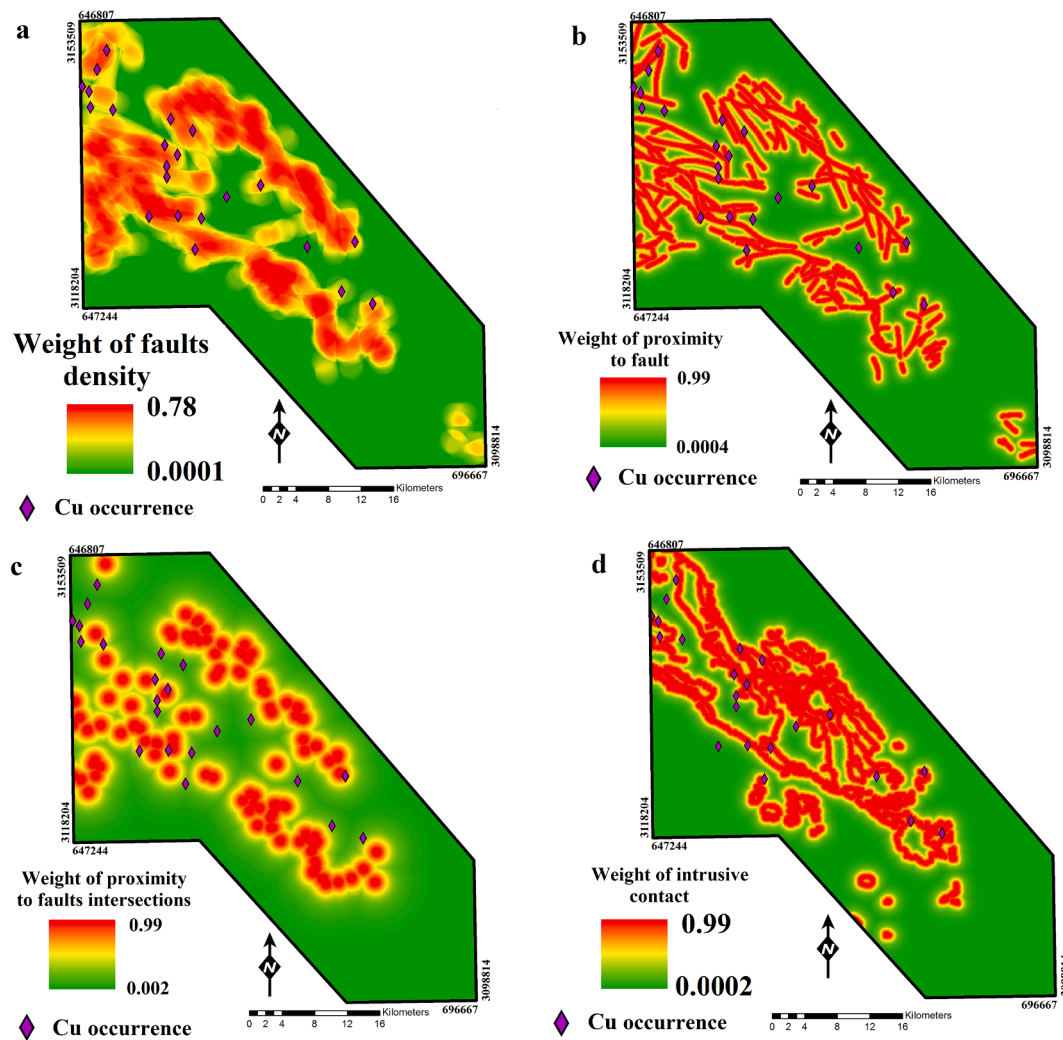 a
646807
3153509
3118204
647244
Weight of faults
density
0.78
0.0001
Cu occurrence
N
0 2 4 8 12 16
Kilometers
696667
3098814
b
646807
3153509
3118204
647244
Weight of proximity
to fault
0.99
0.0004
Cu occurrence
N
0 2 4 8 12 16
Kilometers
696667
3098814
c
646807
3153509
3118204
647244
Weight of proximity
to faults intersections
0.99
0.002
Cu occurrence
N
0 2 4 8 12 16
Kilometers
696667
3098814
d
646807
3153509
3118204
647244
Weight of intrusive
contact
0.99
0.0002
Cu occurrence
N
0 2 4 8 12 16
Kilometers
696667
3098814